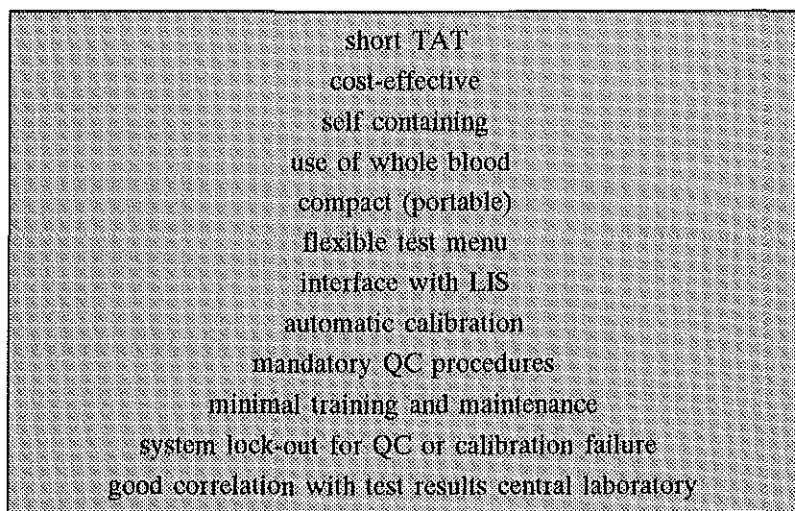 short TAT
cost-effective
self containing
use of whole blood
compact (portable)
flexible test menu
interface with LIS
automatic calibration
mandatory QC procedures
minimal training and maintenance
system lock-out for QC or calibration failure
good correlation with test results central laboratory